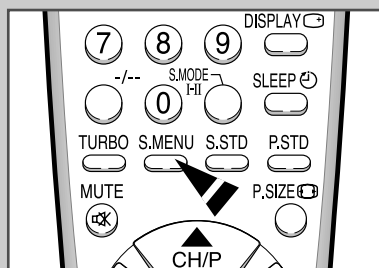 DISPLAY
7 8 9
-/-- S.MODE SLEEP
I-II
0
TURBO S.MENU S.STD P.STD
MUTE P.SIZE
CH/P